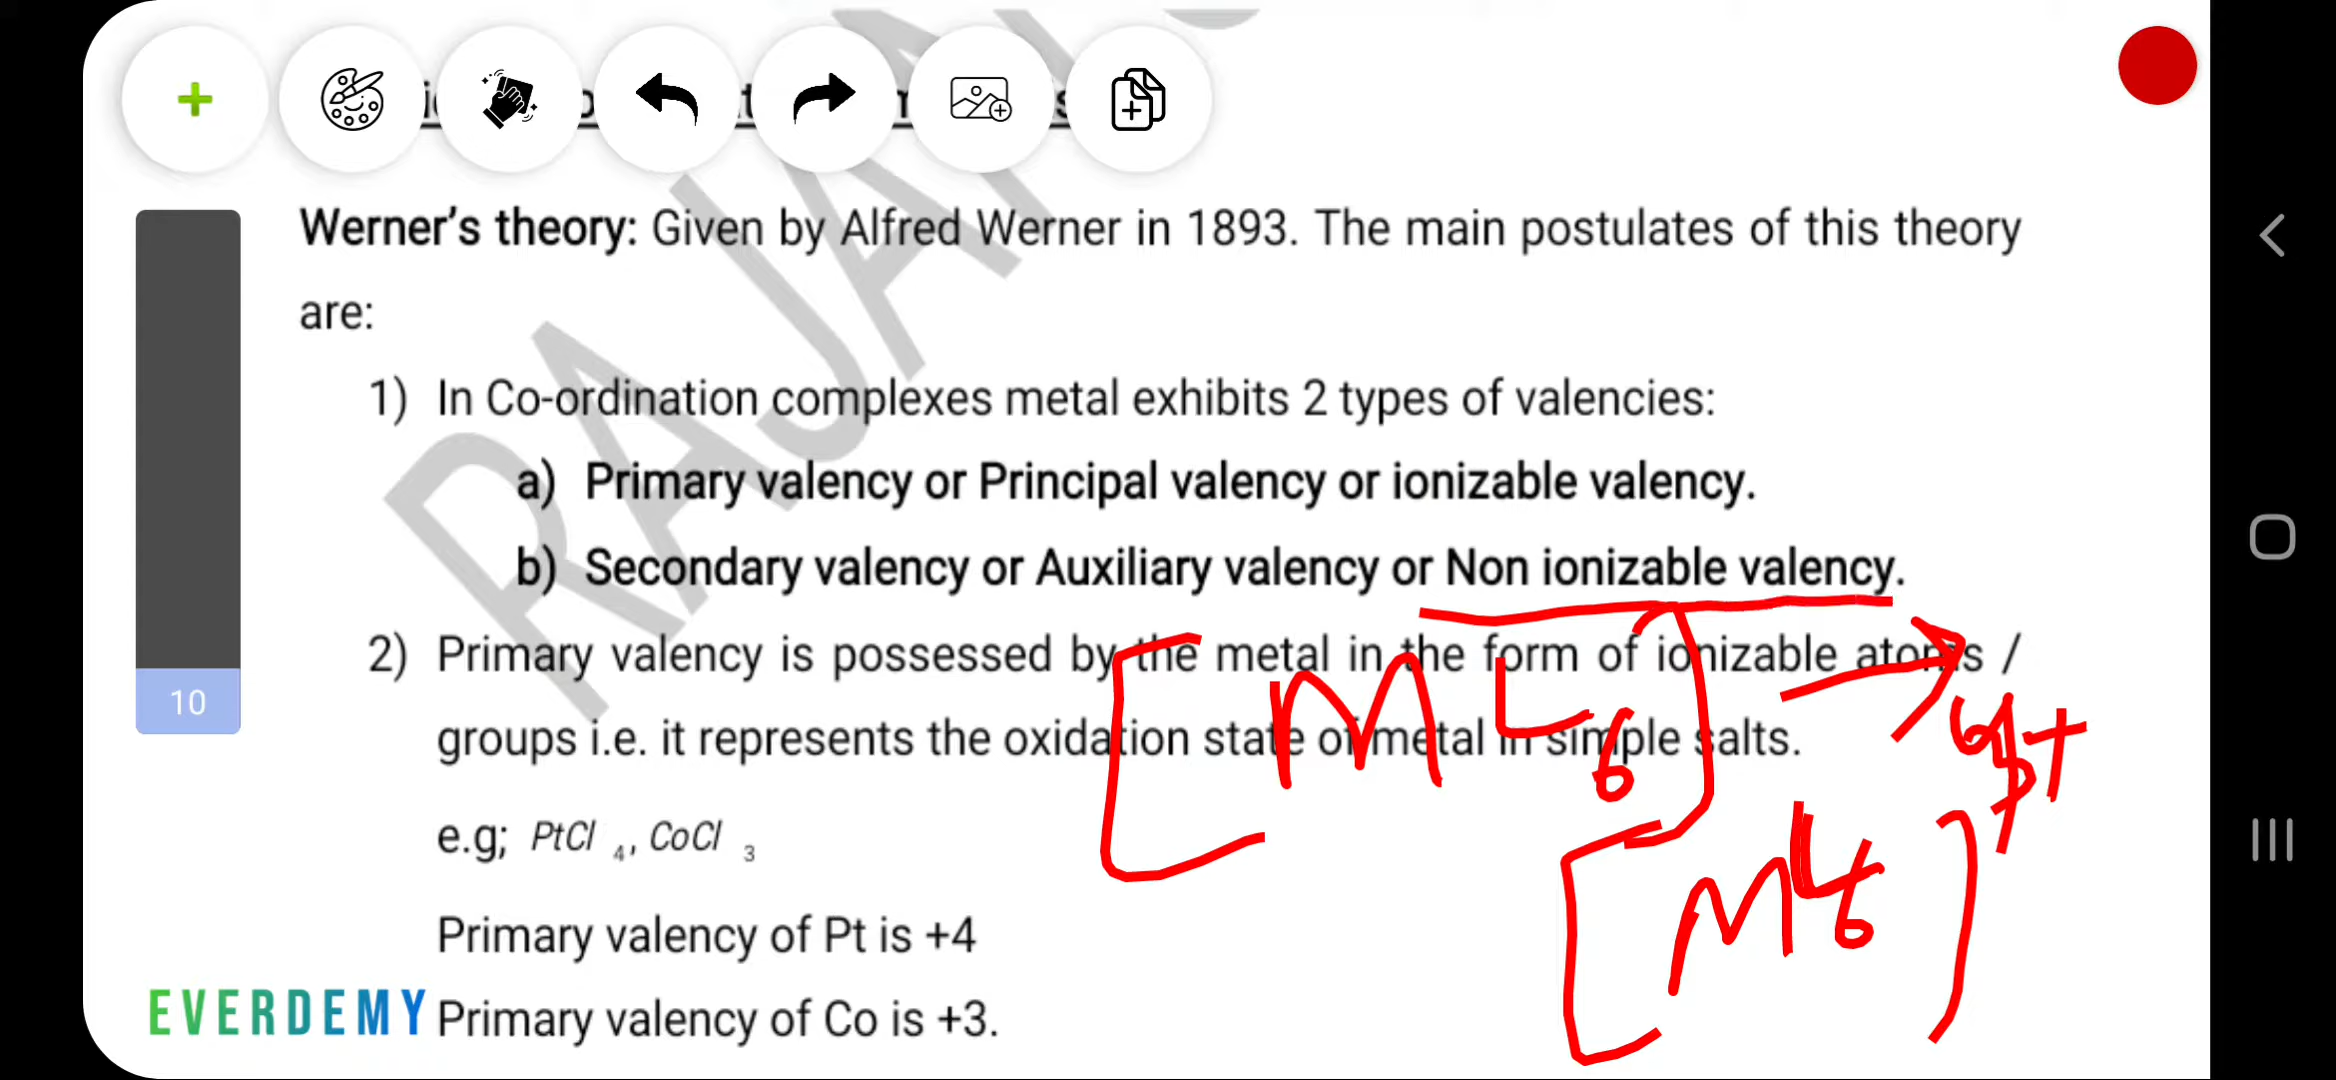 Werner's theory: Given by Alfred Werner in 1893. The main postulates of this theory
are:
1) In Co-ordination complexes metal exhibits 2 types of valencies:
a) Primary valency or Principal valency or ionizable valency.
b) Secondary valency or Auxiliary valency or Non ionizable valency.
2) Primary valency is possessed by the metal in the form of ionizable atoms /
groups i.e. it represents the oxidation state of metal in simple salts.
[ML6]
e.g; PtCl 4, CoCl 3
[ML6]
Primary valency of Pt is +4
Primary valency of Co is +3.
10
EVERDEMY